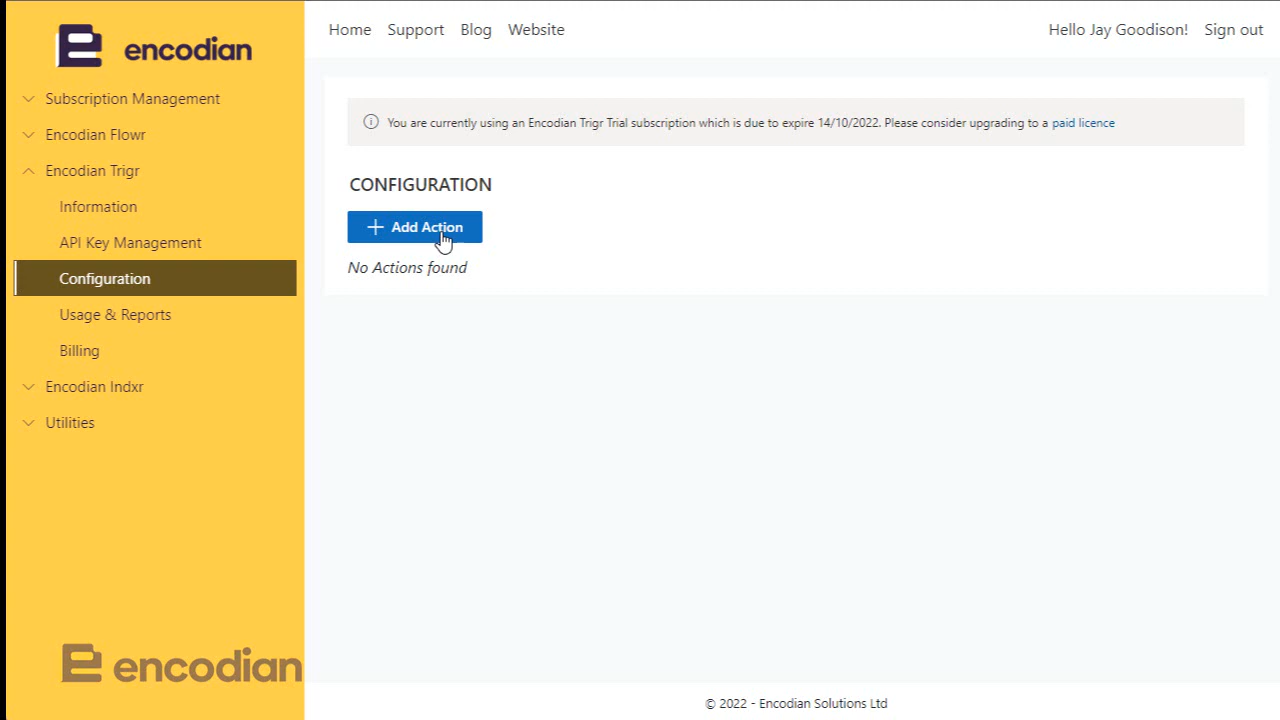 encodian
Home Support Blog Website
Hello Jay Goodison! Sign out
Subscription Management
Encodian Flowr
Encodian Trigr
Information
API Key Management
Configuration
Usage & Reports
Billing
Encodian Indxr
Utilities
encodian
You are currently using an Encodian Trigr Trial subscription which is due to expire 14/10/2022. Please consider upgrading to a paid licence
CONFIGURATION
Add Action
No Actions found
© 2022 - Encodian Solutions Ltd